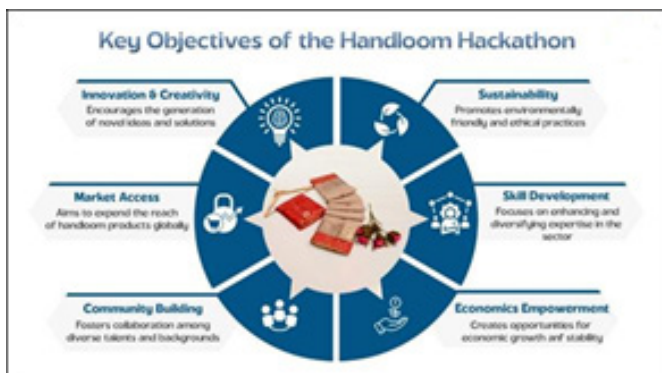 Key Objectives of the Handloom Hackathon
Innovation & Creativity
Encourages the generation
of novel ideas and solutions
Sustainability
Promotes environmentally
friendly and ethical practices
Market Access
Aims to expend the reach
of handloom products globally
Skill Development
Focuses on enhancing and
diversifying expertise in the
sector
Community Building
Fosters collaboration among
diverse talents and backgrounds
Economics Empowerment
Creates opportunities for
economic growth anf stability